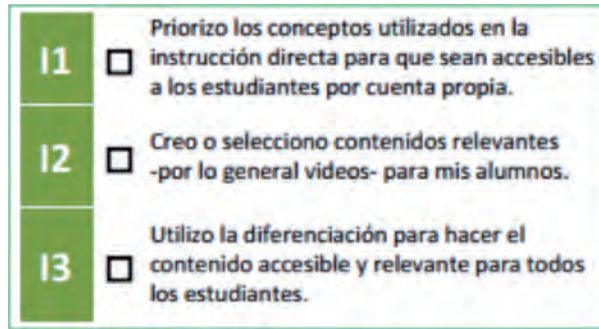 I1
Priorizo los conceptos utilizados en la
instrucción directa para que sean accesibles
a los estudiantes por cuenta propia.
I2
Creo o selecciono contenidos relevantes
-por lo general videos- para mis alumnos.
I3
Utilizo la diferenciación para hacer el
contenido accesible y relevante para todos
los estudiantes.